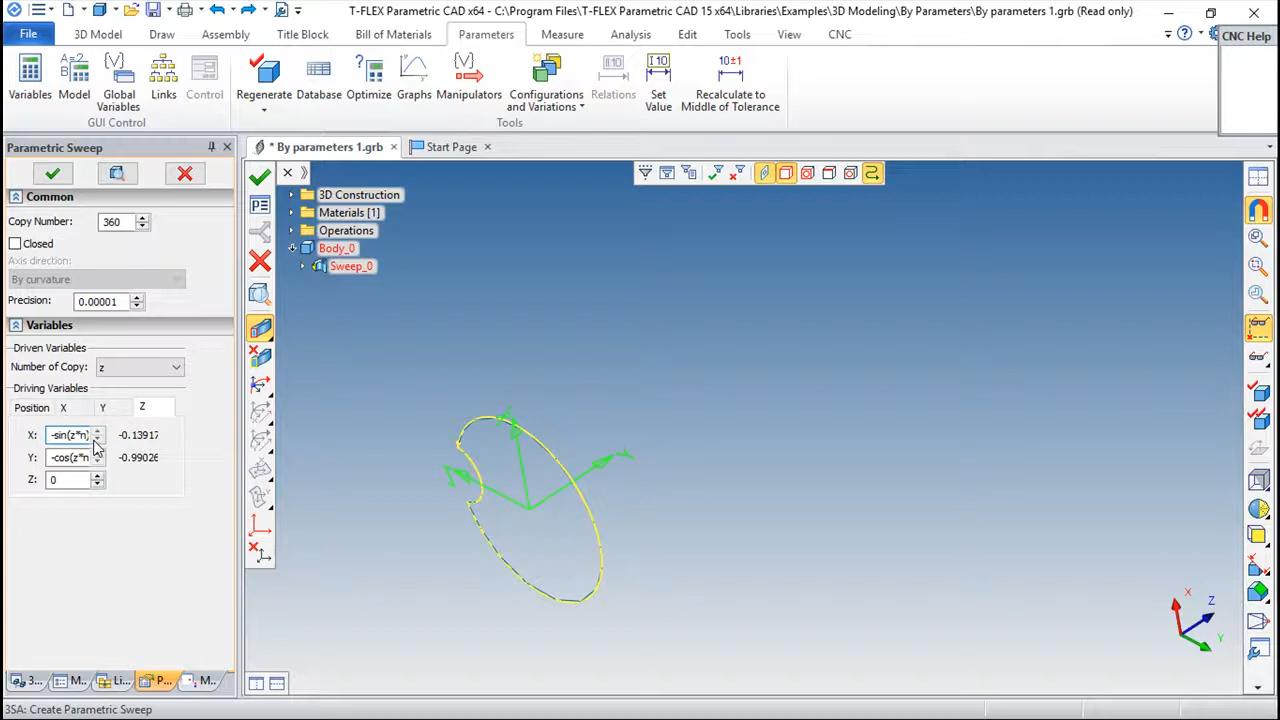 T-FLEX Parametric CAD x64 - C:\Program Files\T-FLEX Parametric CAD 15 x64\Libraries\Examples\3D Modeling\By Parameters\By parameters 1.grb (Read only)
File 3D Model Draw Assembly Title Block Bill of Materials Parameters Measure Analysis Edit Tools View CNC
CNC Help
Variables Model Global Variables Links Control Regenerate Database Optimize Graphs Manipulators Configurations and Variations Relations Set Value Recalculate to Middle of Tolerance
GUI Control Tools
Parametric Sweep
* By parameters 1.grb
Start Page
Common
Copy Number: 360
Closed
Axis direction:
By curvature
Precision: 0.00001
Variables
Driven Variables
Number of Copy: z
Driving Variables
Position X Y Z
X: -sin(z*n) -0.13917
Y: -cos(z*n -0.99026
Z: 0
3D Construction
Materials [1]
Operations
Body_0
Sweep_0
Y
X
Z
Y
3... M... Li... P... M...
3SA: Create Parametric Sweep